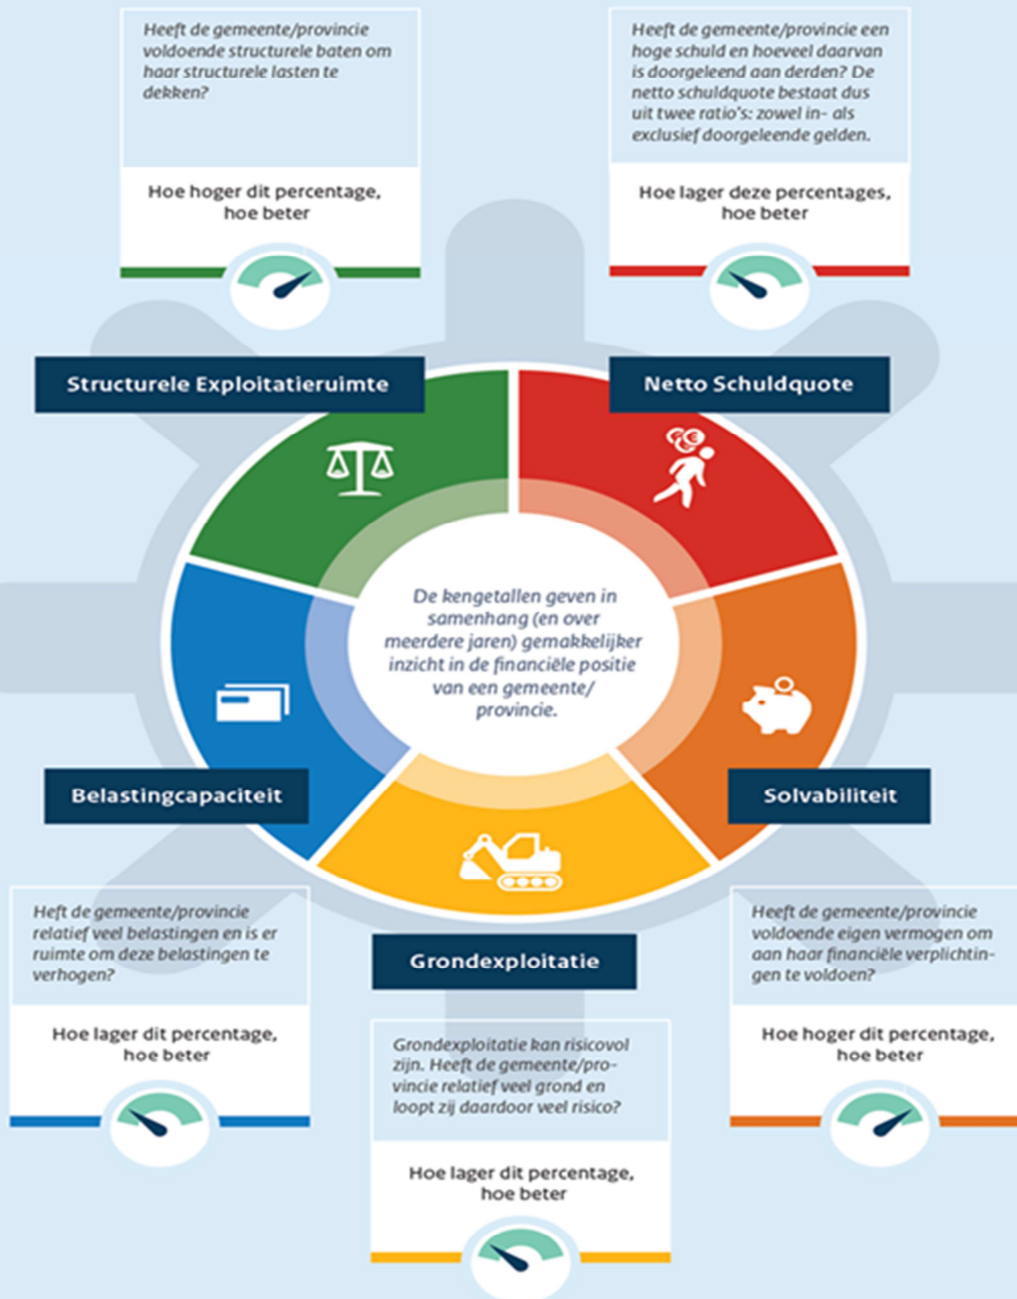 Heeft de gemeente/provincie
voldoende structurele baten om
haar structurele lasten te
dekken?
Hoe hoger dit percentage,
hoe beter
Heeft de gemeente/provincie een
hoge schuld en hoeveel daarvan
is doorgeleend aan derden? De
netto schuldquote bestaat dus
uit twee ratio's: zowel in- als
exclusief doorgeleende gelden.
Hoe lager deze percentages,
hoe beter
Structurele Exploitatieruimte
Netto Schuldquote
De kengetallen geven in
samenhang (en over
meerdere jaren) gemakkelijker
inzicht in de financiële positie
van een gemeente/
provincie.
Belastingcapaciteit
Solvabiliteit
Grondexploitatie
Heft de gemeente/provincie
relatief veel belastingen en is er
ruimte om deze belastingen te
verhogen?
Hoe lager dit percentage,
hoe beter
Grondexploitatie kan risicovol
zijn. Heeft de gemeente/pro-
vincie relatief veel grond en
loopt zij daardoor veel risico?
Hoe lager dit percentage,
hoe beter
Heeft de gemeente/provincie
voldoende eigen vermogen om
aan haar financiële verplichtin-
gen te voldoen?
Hoe hoger dit percentage,
hoe beter